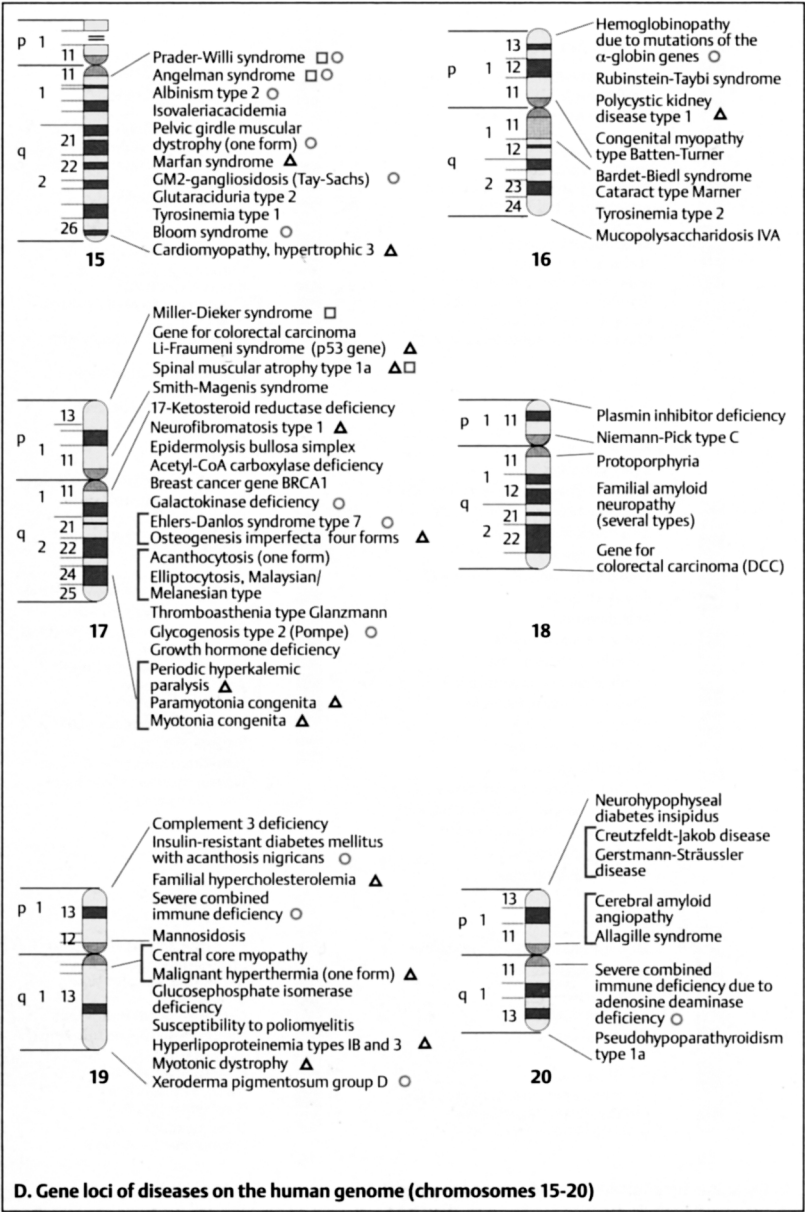 p 1
11
11
1
21
q
22
2
26
15
Prader-Willi syndrome □○
Angelman syndrome □○
Albinism type 2 ○
Isovaleriacacidemia
Pelvic girdle muscular
dystrophy (one form) ○
Marfan syndrome △
GM2-gangliosidosis (Tay-Sachs) ○
Glutaraciduria type 2
Tyrosinemia type 1
Bloom syndrome ○
Cardiomyopathy, hypertrophic 3 △
13
p 1 12
11
1 11
12
q
2 23
24
16
Hemoglobinopathy
due to mutations of the
α-globin genes ○
Rubinstein-Taybi syndrome
Polycystic kidney
disease type 1 △
Congenital myopathy
type Batten-Turner
Bardet-Biedl syndrome
Cataract type Marner
Tyrosinemia type 2
Mucopolysaccharidosis IVA
13
p
1
11
1 11
q 21
2 22
24
25
17
Miller-Dieker syndrome □
Gene for colorectal carcinoma
Li-Fraumeni syndrome (p53 gene) △
Spinal muscular atrophy type 1a △□
Smith-Magenis syndrome
17-Ketosteroid reductase deficiency
Neurofibromatosis type 1 △
Epidermolysis bullosa simplex
Acetyl-CoA carboxylase deficiency
Breast cancer gene BRCA1
Galactokinase deficiency ○
Ehlers-Danlos syndrome type 7 ○
Osteogenesis imperfecta four forms △
Acanthocytosis (one form)
Elliptocytosis, Malaysian/
Melanesian type
Thromboasthenia type Glanzmann
Glycogenosis type 2 (Pompe) ○
Growth hormone deficiency
Periodic hyperkalemic
paralysis △
Paramyotonia congenita △
Myotonia congenita △
p 1 11
11
1
12
q
21
2 22
18
Plasmin inhibitor deficiency
Niemann-Pick type C
Protoporphyria
Familial amyloid
neuropathy
(several types)
Gene for
colorectal carcinoma (DCC)
p 1 13
12
q 1 13
19
Complement 3 deficiency
Insulin-resistant diabetes mellitus
with acanthosis nigricans ○
Familial hypercholesterolemia △
Severe combined
immune deficiency ○
Mannosidosis
Central core myopathy
Malignant hyperthermia (one form) △
Glucosephosphate isomerase
deficiency
Susceptibility to poliomyelitis
Hyperlipoproteinemia types IB and 3 △
Myotonic dystrophy △
Xeroderma pigmentosum group D ○
13
p 1
11
11
q 1
13
20
Neurohypophyseal
diabetes insipidus
Creutzfeldt-Jakob disease
Gerstmann-Sträussler
disease
Cerebral amyloid
angiopathy
Allagille syndrome
Severe combined
immune deficiency due to
adenosine deaminase
deficiency ○
Pseudohypoparathyroidism
type 1a
D. Gene loci of diseases on the human genome (chromosomes 15-20)